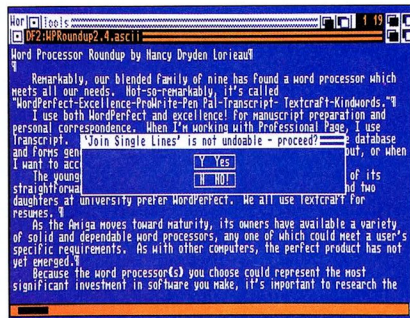 Wor Tools 1 19
DF2:WPRoundup2.4.ascii
Word Processor Roundup by Nancy Dryden Lorieau¶
¶
Remarkably, our blended family of nine has found a word processor which
meets all our needs. Not-so-remarkably, it's called
"WordPerfect-Excellence-ProWrite-Pen Pal-Transcript- Textcraft-Kindwords."¶
I use both WordPerfect and excellence! for manuscript preparation and
personal correspondence. When I'm working with Professional Page, I use
Transcript. database
'Join Single Lines' is not undoable - proceed?
and forms gen out, or when
I want to acc
Y Yes
The young of its
N NO!
straightforwa nd two
daughters at university prefer WordPerfect. We all use Textcraft for
resumes. ¶
As the Amiga moves toward maturity, its owners have available a variety
of solid and dependable word processors, any one of which could meet a user's
specific requirements. As with other computers, the perfect product has not
yet emerged.¶
Because the word processor(s) you choose could represent the most
significant investment in software you make, it's important to research the